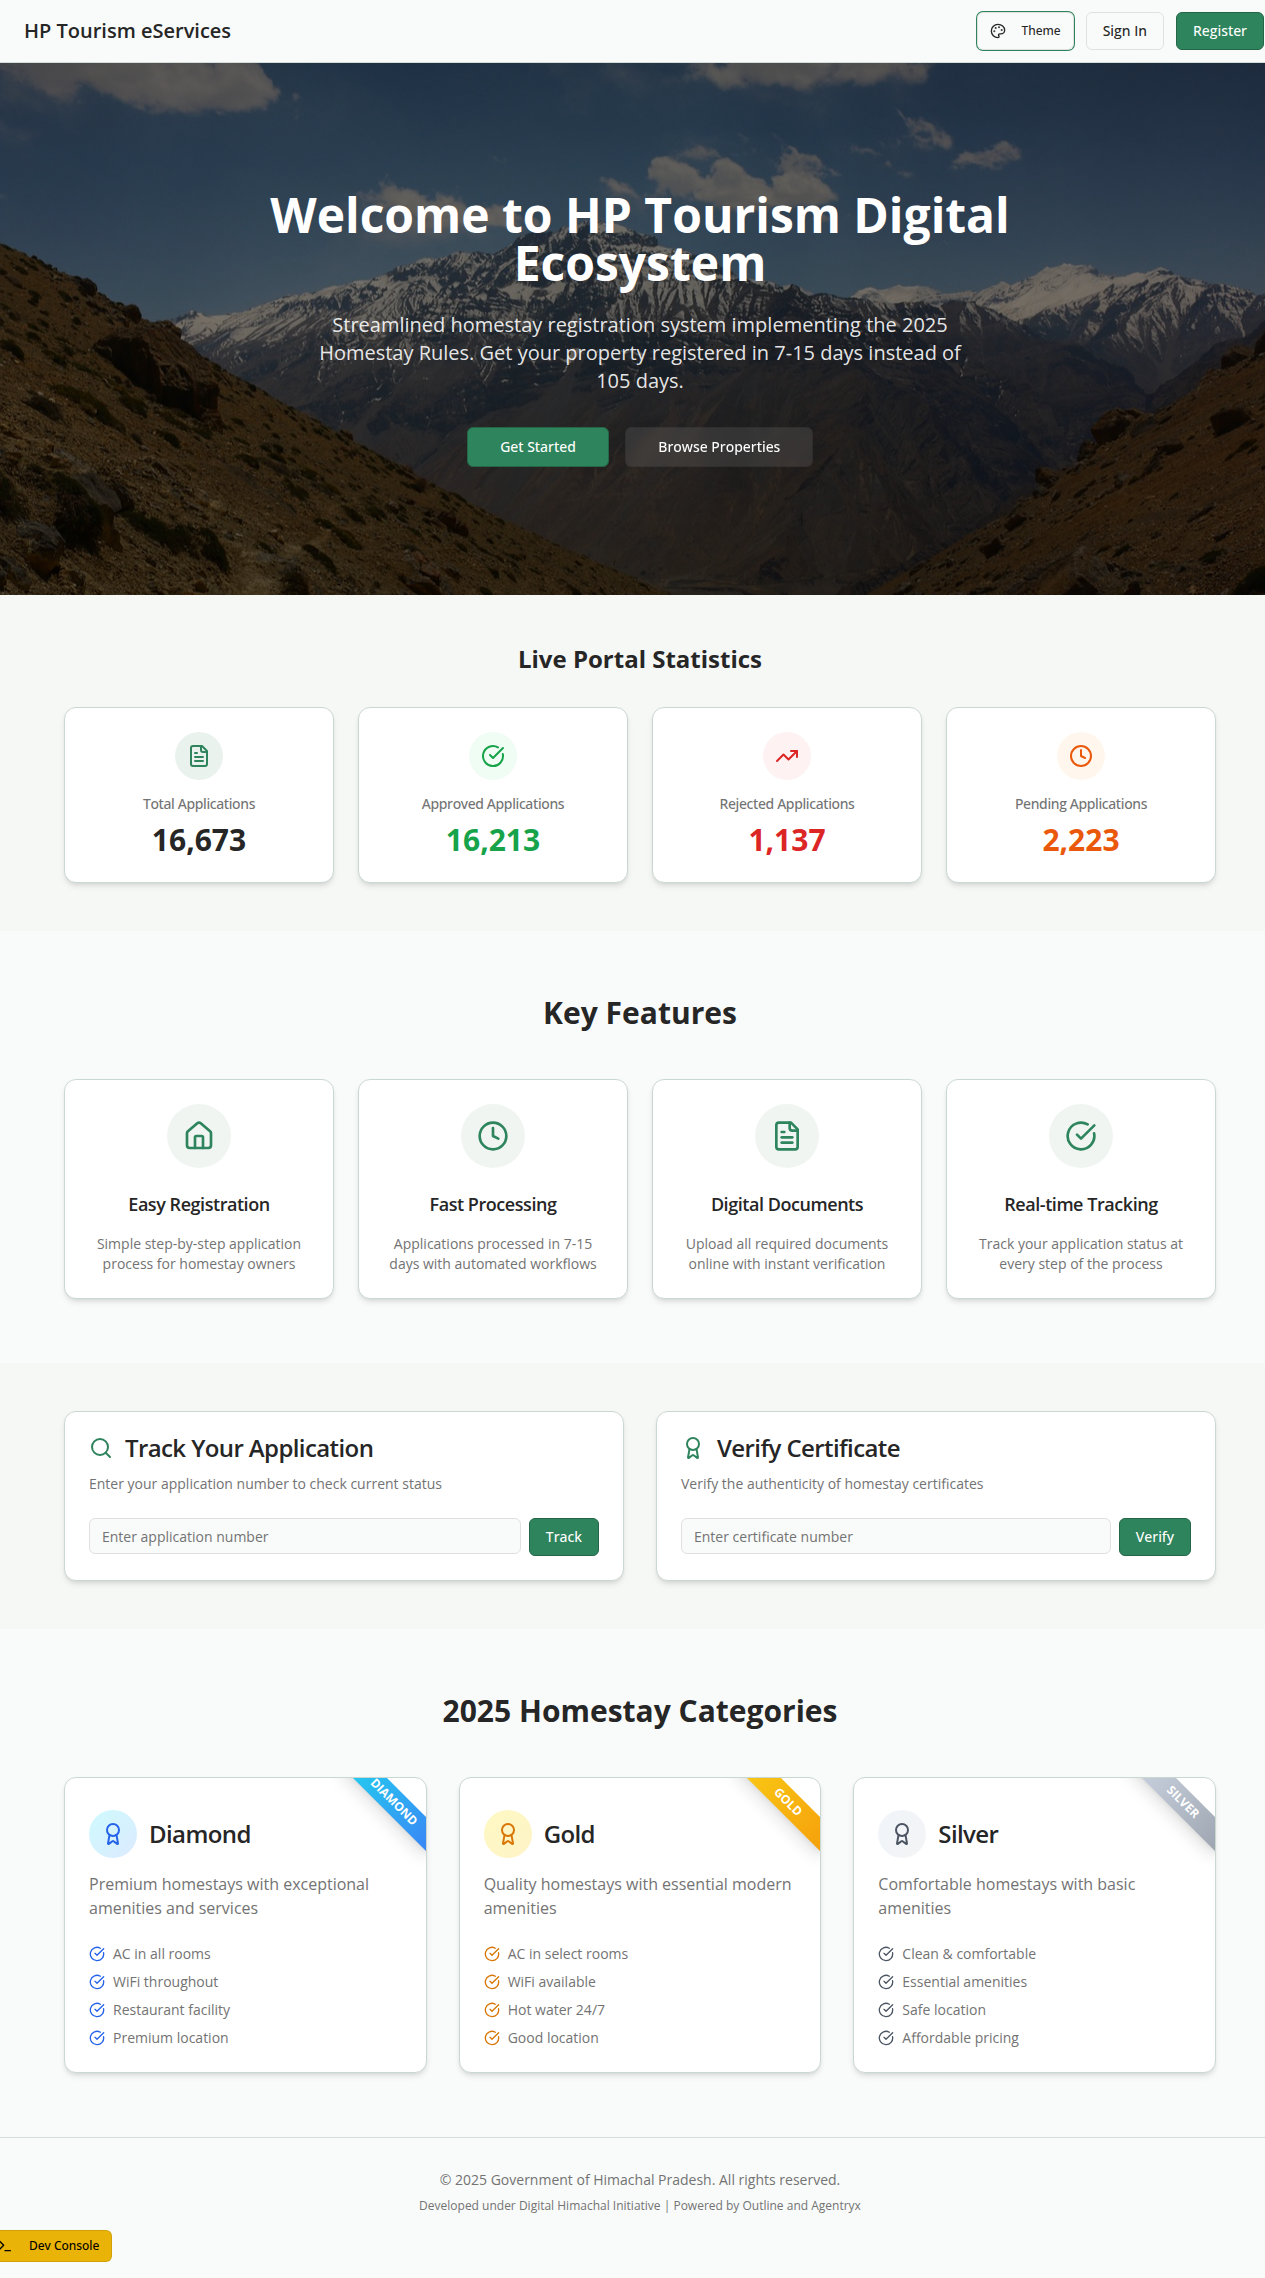 HP Tourism eServices
Theme
Sign In
Register
Welcome to HP Tourism Digital
Ecosystem
Streamlined homestay registration system implementing the 2025
Homestay Rules. Get your property registered in 7-15 days instead of
105 days.
Get Started
Browse Properties
Live Portal Statistics
Total Applications
16,673
Approved Applications
16,213
Rejected Applications
1,137
Pending Applications
2,223
Key Features
Easy Registration
Simple step-by-step application
process for homestay owners
Fast Processing
Applications processed in 7-15
days with automated workflows
Digital Documents
Upload all required documents
online with instant verification
Real-time Tracking
Track your application status at
every step of the process
Track Your Application
Enter your application number to check current status
Enter application number
Track
Verify Certificate
Verify the authenticity of homestay certificates
Enter certificate number
Verify
2025 Homestay Categories
DIAMOND
Diamond
Premium homestays with exceptional
amenities and services
AC in all rooms
WiFi throughout
Restaurant facility
Premium location
GOLD
Gold
Quality homestays with essential modern
amenities
AC in select rooms
WiFi available
Hot water 24/7
Good location
SILVER
Silver
Comfortable homestays with basic
amenities
Clean & comfortable
Essential amenities
Safe location
Affordable pricing
© 2025 Government of Himachal Pradesh. All rights reserved.
Developed under Digital Himachal Initiative | Powered by Outline and Agentryx
Dev Console